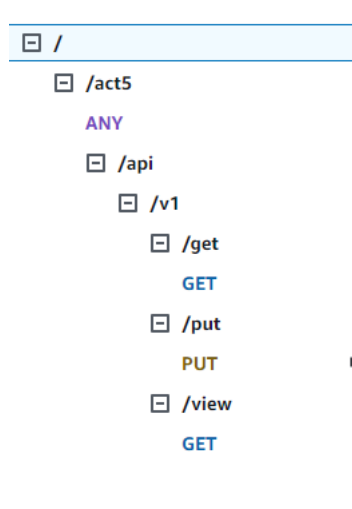 /
/act5
ANY
/api
/v1
/get
GET
/put
PUT
/view
GET